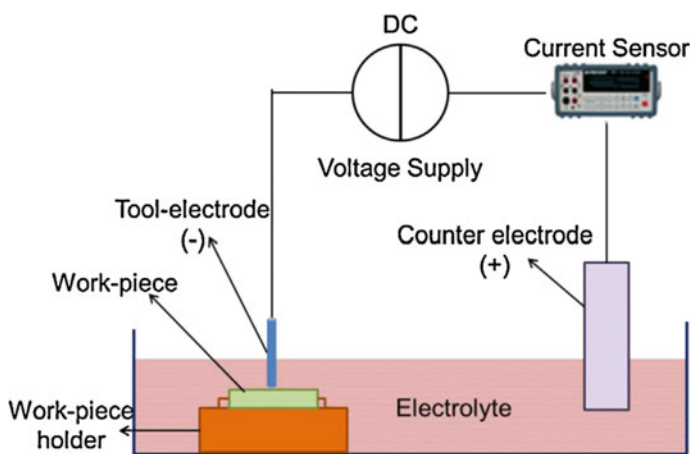 DC
Current Sensor
Voltage Supply
Tool-electrode
(-)
Counter electrode
(+)
Work-piece
Work-piece
holder
Electrolyte